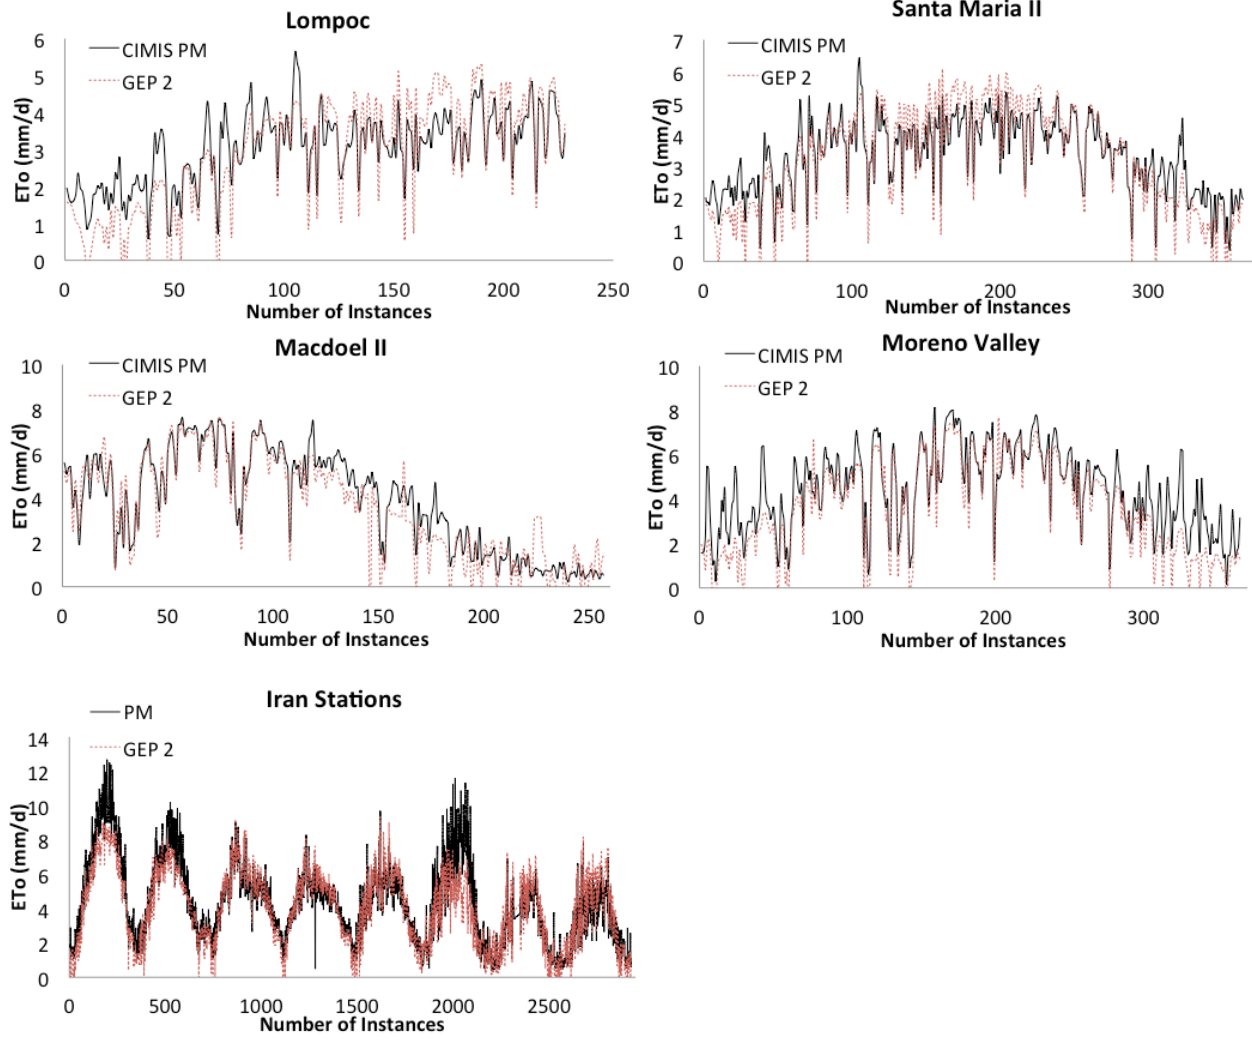 Lompoc
CIMIS PM
GEP 2
ETo (mm/d)
6
5
4
3
2
1
0
0 50 100 150 200 250
Number of Instances
Santa Maria II
CIMIS PM
GEP 2
ETo (mm/d)
7
6
5
4
3
2
1
0
0 100 200 300
Number of Instances
Macdoel II
CIMIS PM
GEP 2
ETo (mm/d)
10
8
6
4
2
0
0 50 100 150 200 250
Number of Instances
Moreno Valley
CIMIS PM
GEP 2
ETo (mm/d)
10
8
6
4
2
0
0 100 200 300
Number of Instances
Iran Stations
PM
GEP 2
ETo (mm/d)
14
12
10
8
6
4
2
0
0 500 1000 1500 2000 2500
Number of Instances